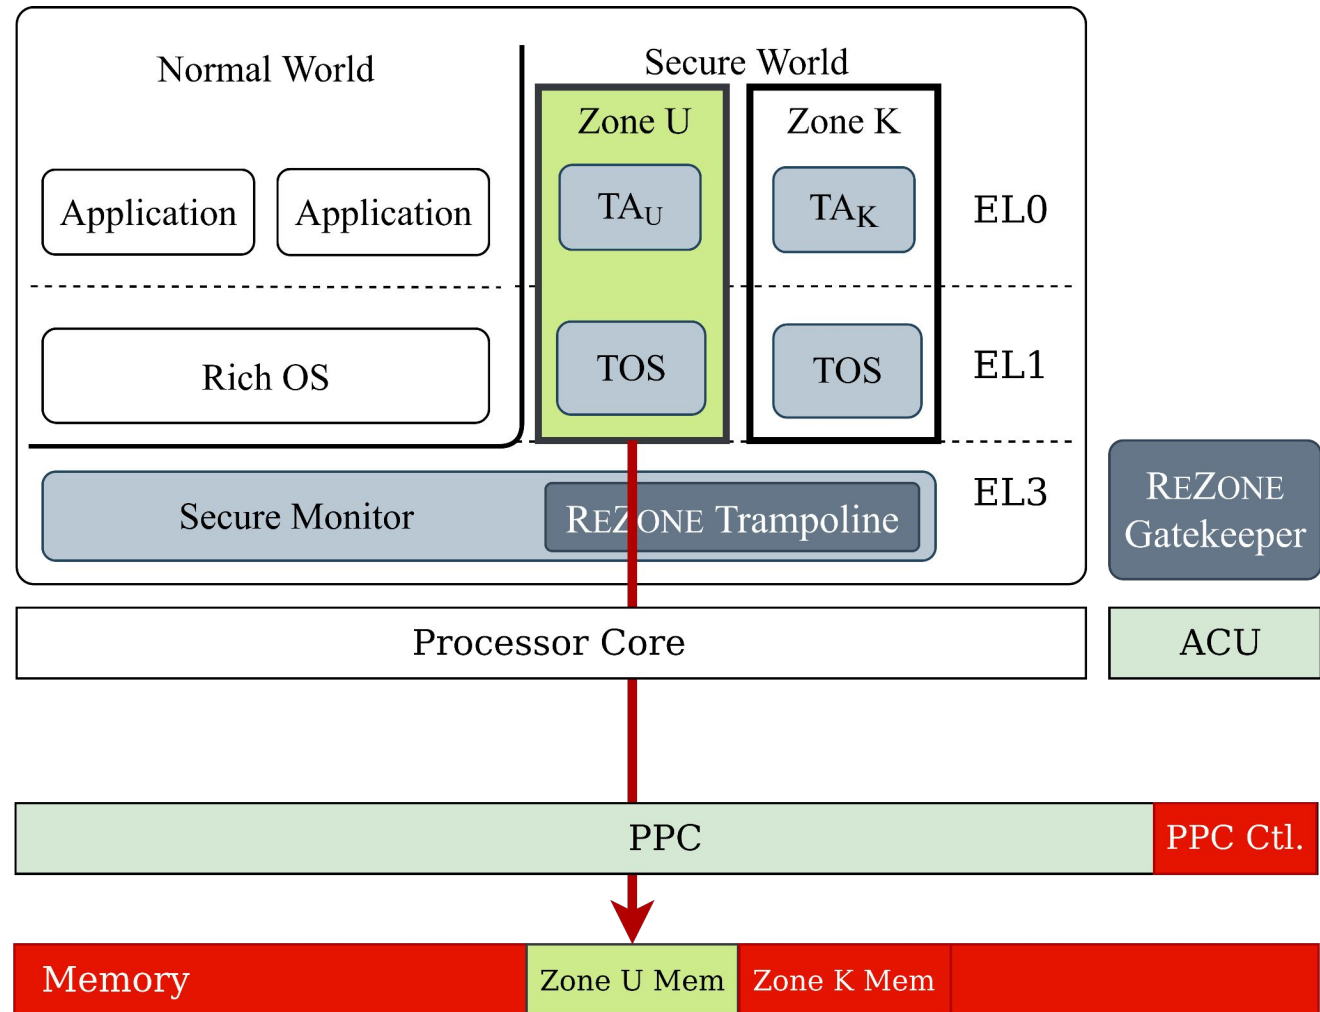 Normal World
Secure World
Zone U
Zone K
Application
Application
TAU
TAK
EL0
Rich OS
TOS
TOS
EL1
Secure Monitor
REZONE Trampoline
EL3
REZONE
Gatekeeper
Processor Core
ACU
PPC
PPC Ctl.
Memory
Zone U Mem
Zone K Mem